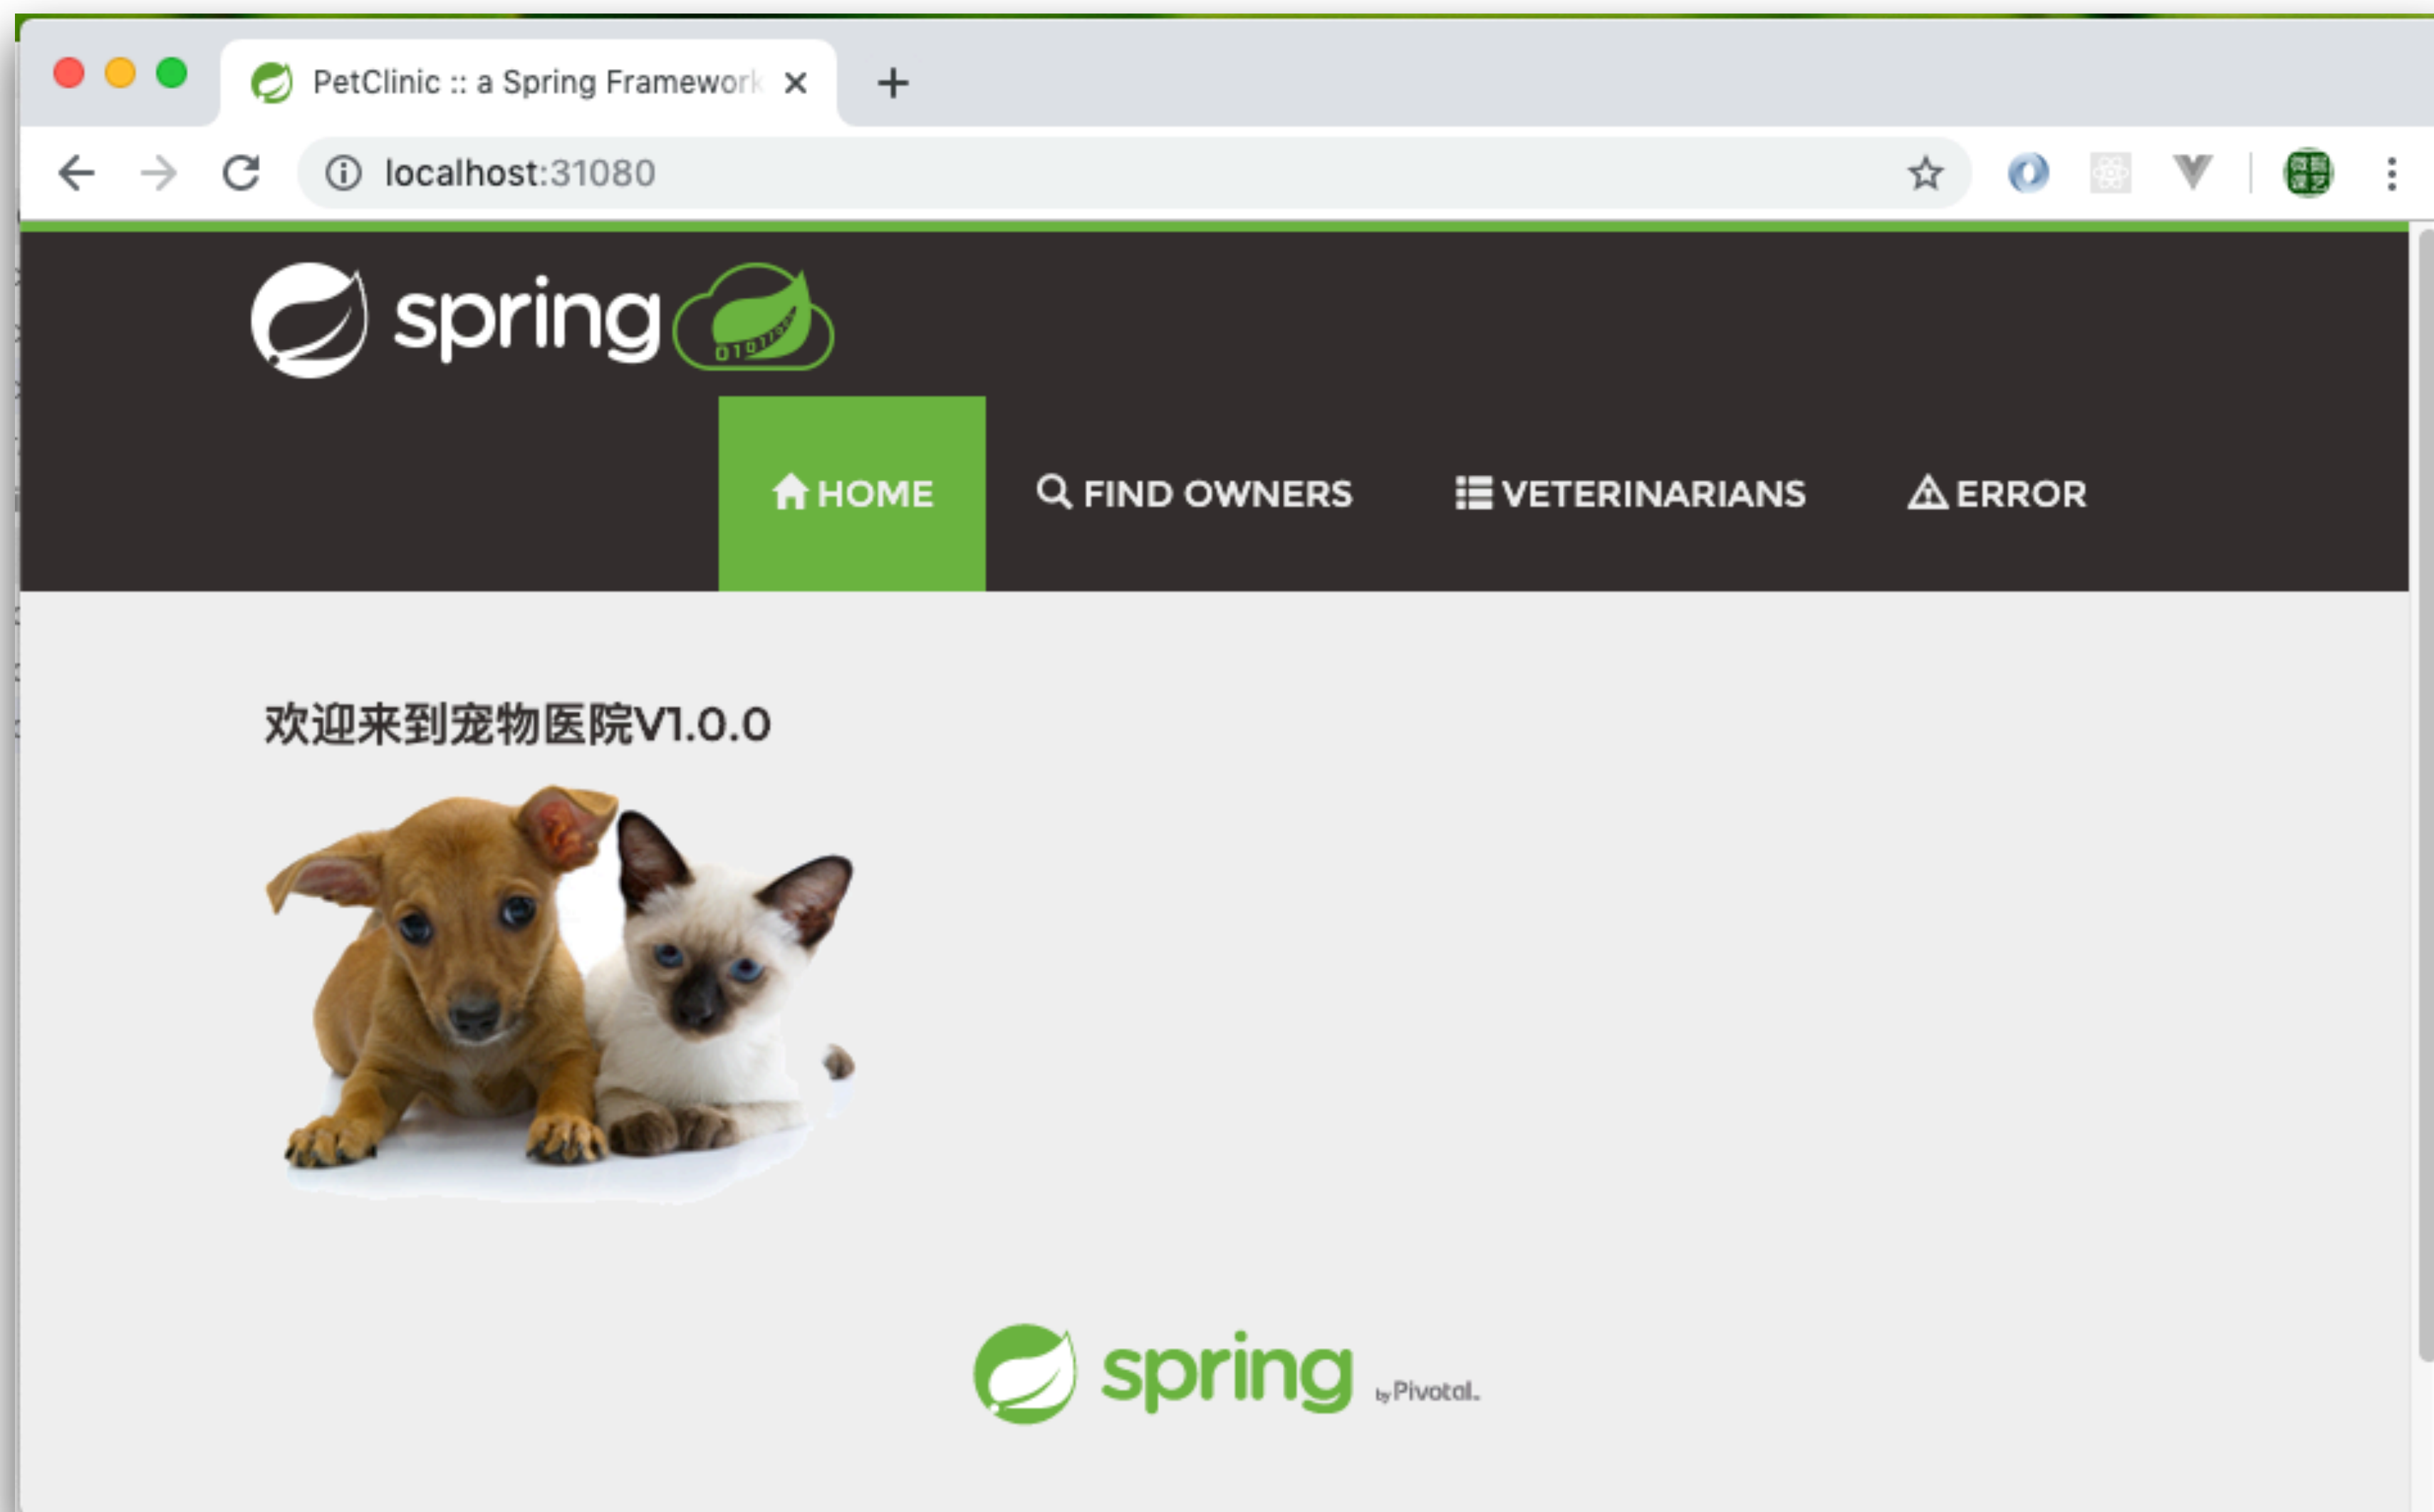 PetClinic :: a Spring Framework
localhost:31080
spring
HOME
FIND OWNERS
VETERINARIANS
ERROR
欢迎来到宠物医院V1.0.0
spring by Pivotal